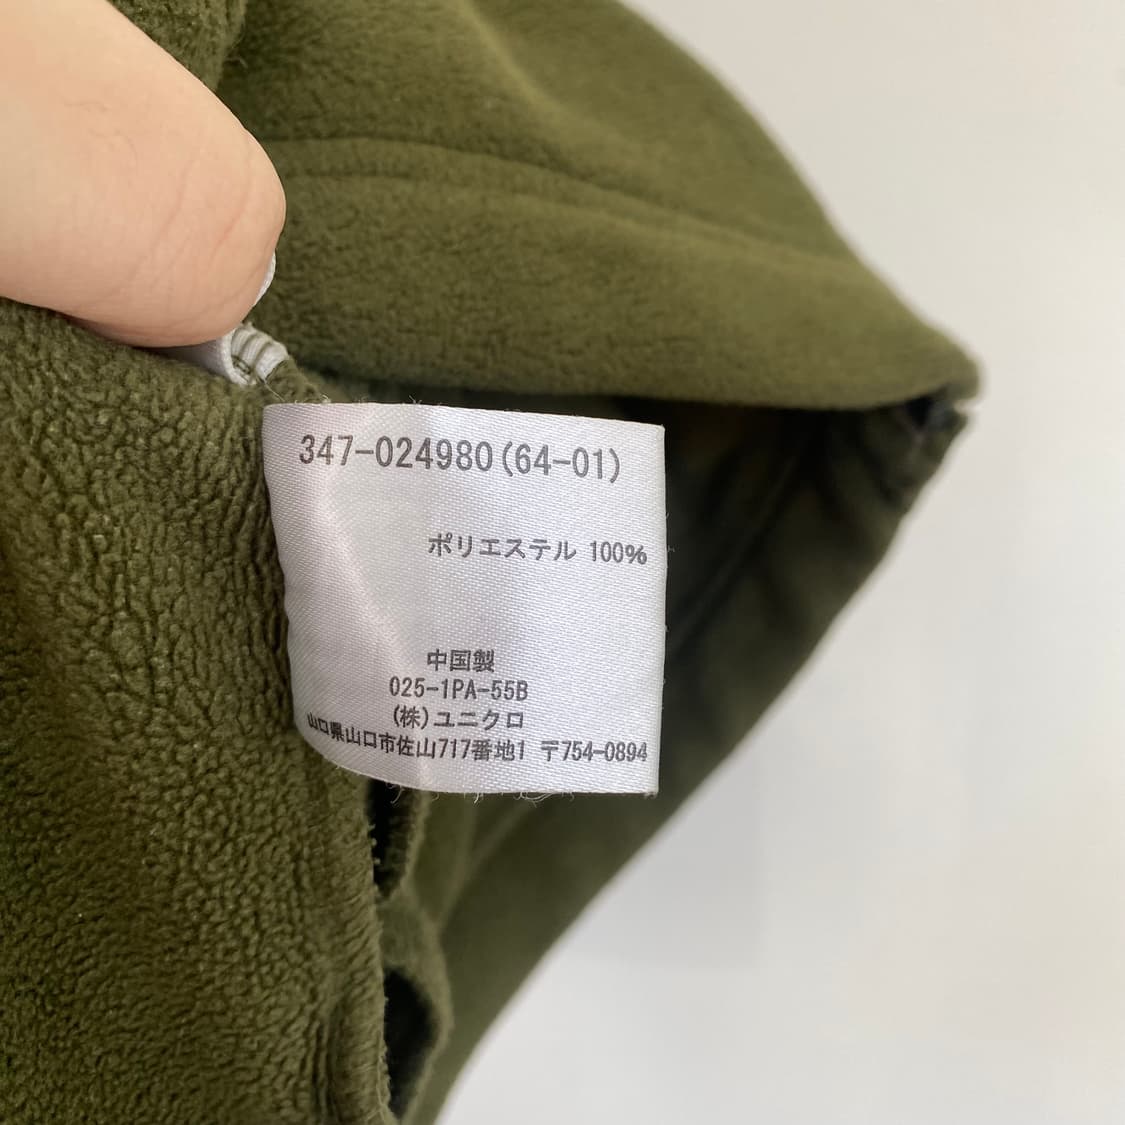 347-024980(64-01)
ポリエステル 100%
中国製
025-1PA-55B
(株)ユニクロ
山口県山口市佐山717番地1 〒754-0894